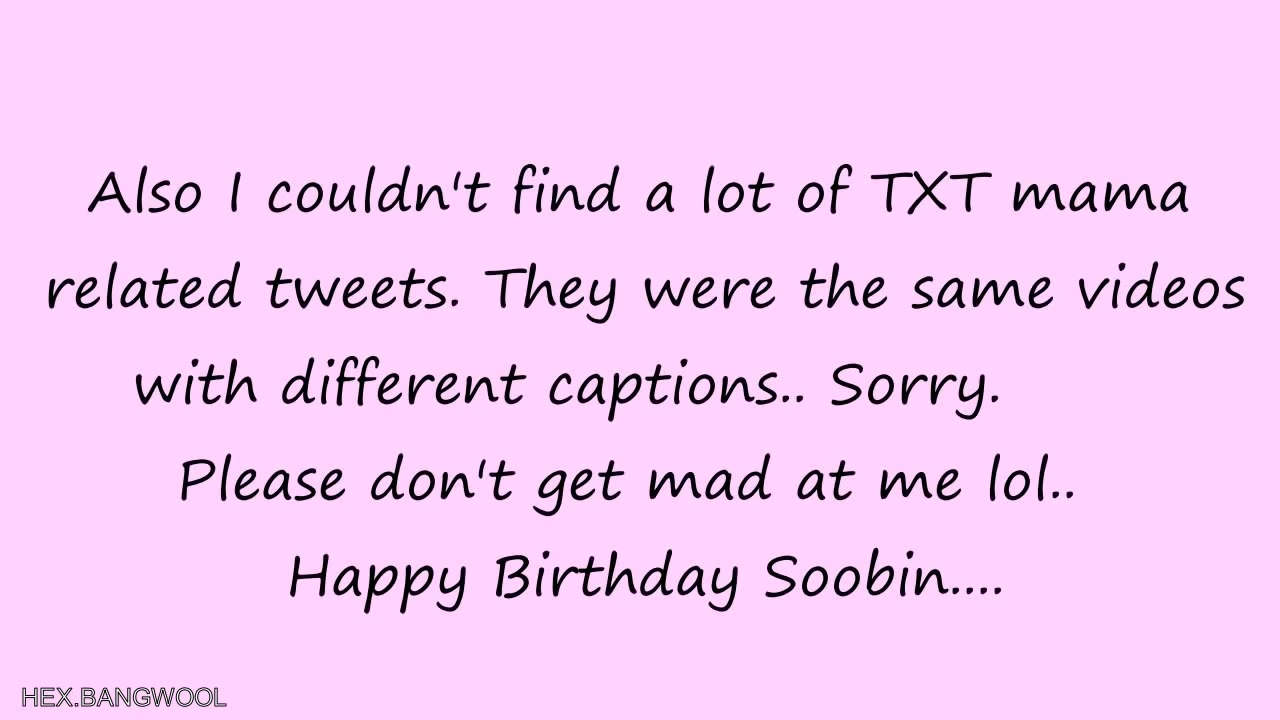 Also I couldn't find a lot of TXT mama
related tweets. They were the same videos
with different captions.. Sorry.
Please don't get mad at me lol..
Happy Birthday Soobin....
HEX.BANGWOOL